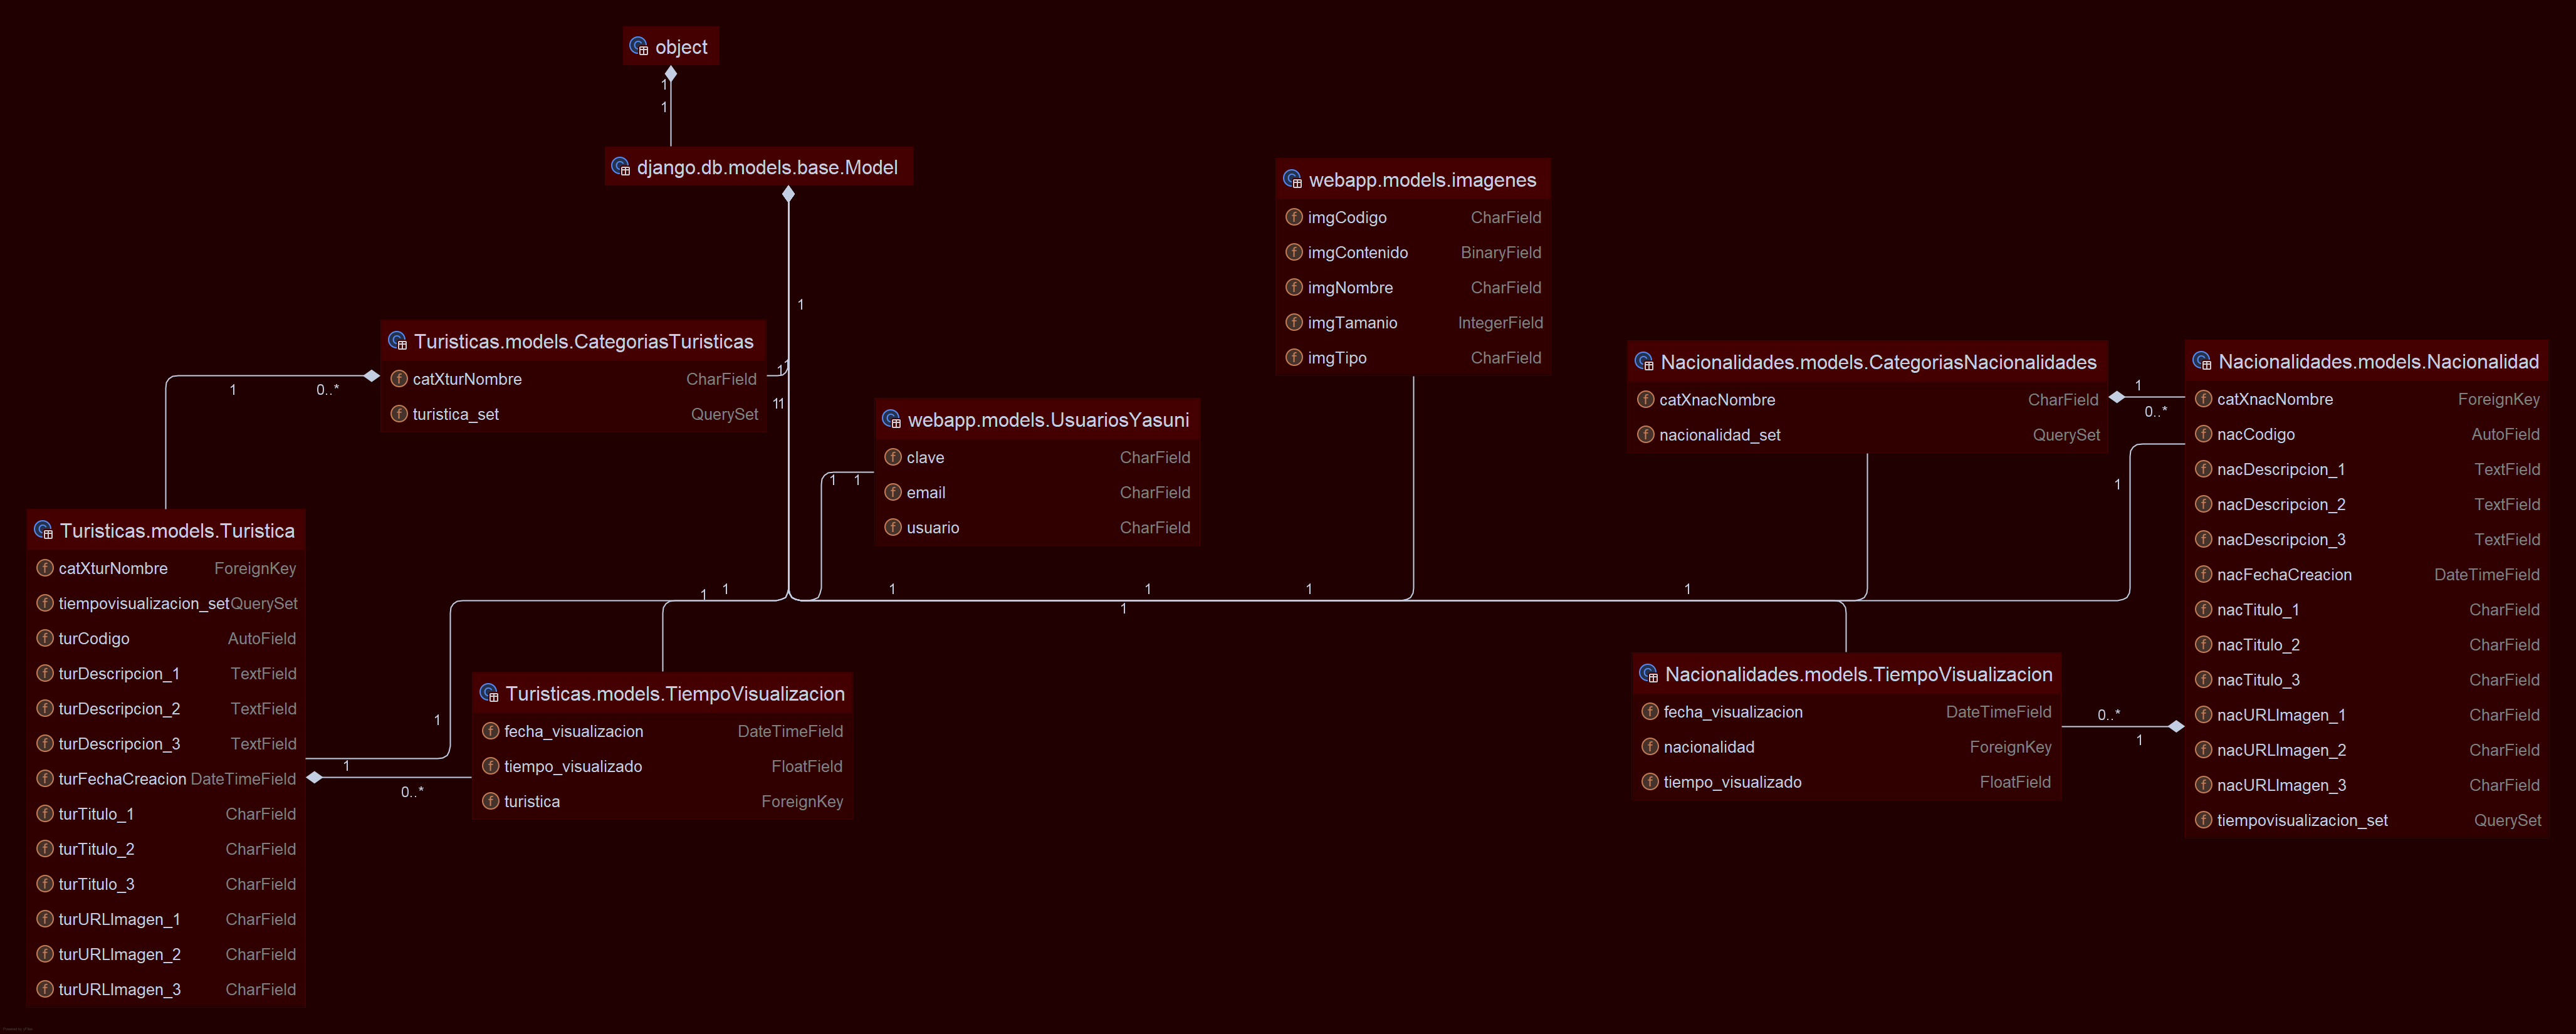 object
1
1
django.db.models.base.Model
1
Turisticas.models.CategoriasTuristicas
catXturNombre CharField
turistica_set QuerySet
1
0..*
1
1
11
webapp.models.UsuariosYasuni
clave CharField
email CharField
usuario CharField
1
1
webapp.models.imagenes
imgCodigo CharField
imgContenido BinaryField
imgNombre CharField
imgTamanio IntegerField
imgTipo CharField
Nacionalidades.models.CategoriasNacionalidades
catXnacNombre CharField
nacionalidad_set QuerySet
1
0..*
1
Nacionalidades.models.Nacionalidad
catXnacNombre ForeignKey
nacCodigo AutoField
nacDescripcion_1 TextField
nacDescripcion_2 TextField
nacDescripcion_3 TextField
nacFechaCreacion DateTimeField
nacTitulo_1 CharField
nacTitulo_2 CharField
nacTitulo_3 CharField
nacURLImagen_1 CharField
nacURLImagen_2 CharField
nacURLImagen_3 CharField
tiempovisualizacion_set QuerySet
Turisticas.models.Turistica
catXturNombre ForeignKey
tiempovisualizacion_set QuerySet
turCodigo AutoField
turDescripcion_1 TextField
turDescripcion_2 TextField
turDescripcion_3 TextField
turFechaCreacion DateTimeField
turTitulo_1 CharField
turTitulo_2 CharField
turTitulo_3 CharField
turURLImagen_1 CharField
turURLImagen_2 CharField
turURLImagen_3 CharField
1
1
1
1
1
1
1
1
1
0..*
Turisticas.models.TiempoVisualizacion
fecha_visualizacion DateTimeField
tiempo_visualizado FloatField
turistica ForeignKey
Nacionalidades.models.TiempoVisualizacion
fecha_visualizacion DateTimeField
nacionalidad ForeignKey
tiempo_visualizado FloatField
0..*
1